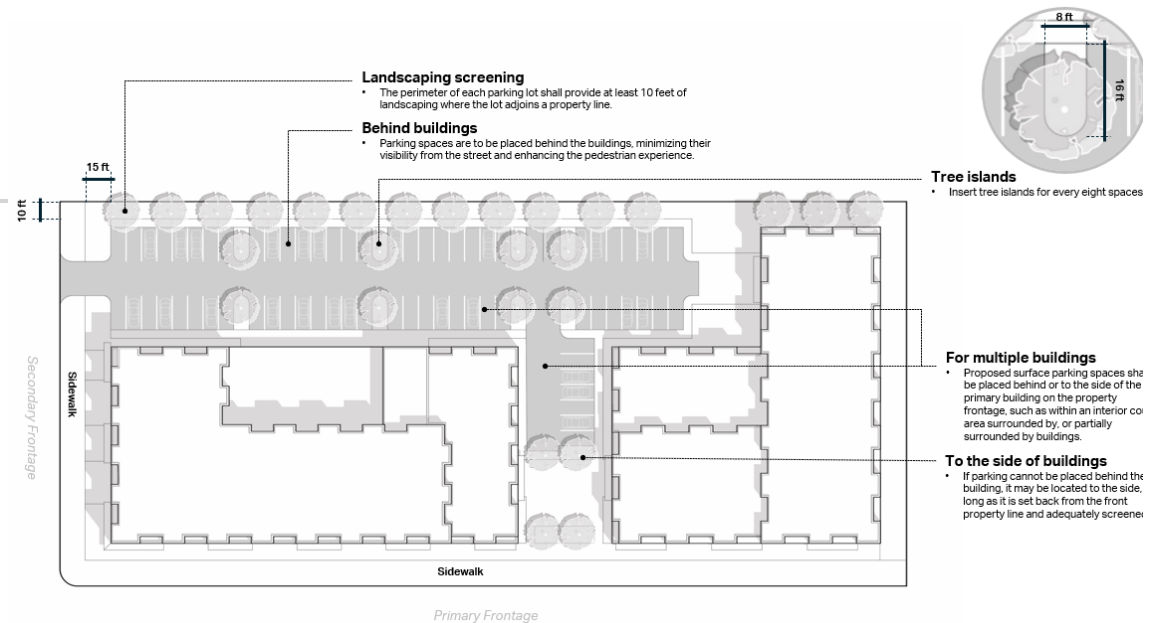 8 ft
16 ft
Landscaping screening
• The perimeter of each parking lot shall provide at least 10 feet of
landscaping where the lot adjoins a property line.
Behind buildings
• Parking spaces are to be placed behind the buildings, minimizing their
visibility from the street and enhancing the pedestrian experience.
15 ft
10 ft
Tree islands
• Insert tree islands for every eight spaces
For multiple buildings
• Proposed surface parking spaces sha
be placed behind or to the side of the
primary building on the property
frontage, such as within an interior cou
area surrounded by, or partially
surrounded by buildings.
To the side of buildings
• If parking cannot be placed behind the
building, it may be located to the side,
long as it is set back from the front
property line and adequately screene
Secondary Frontage
Sidewalk
Sidewalk
Primary Frontage